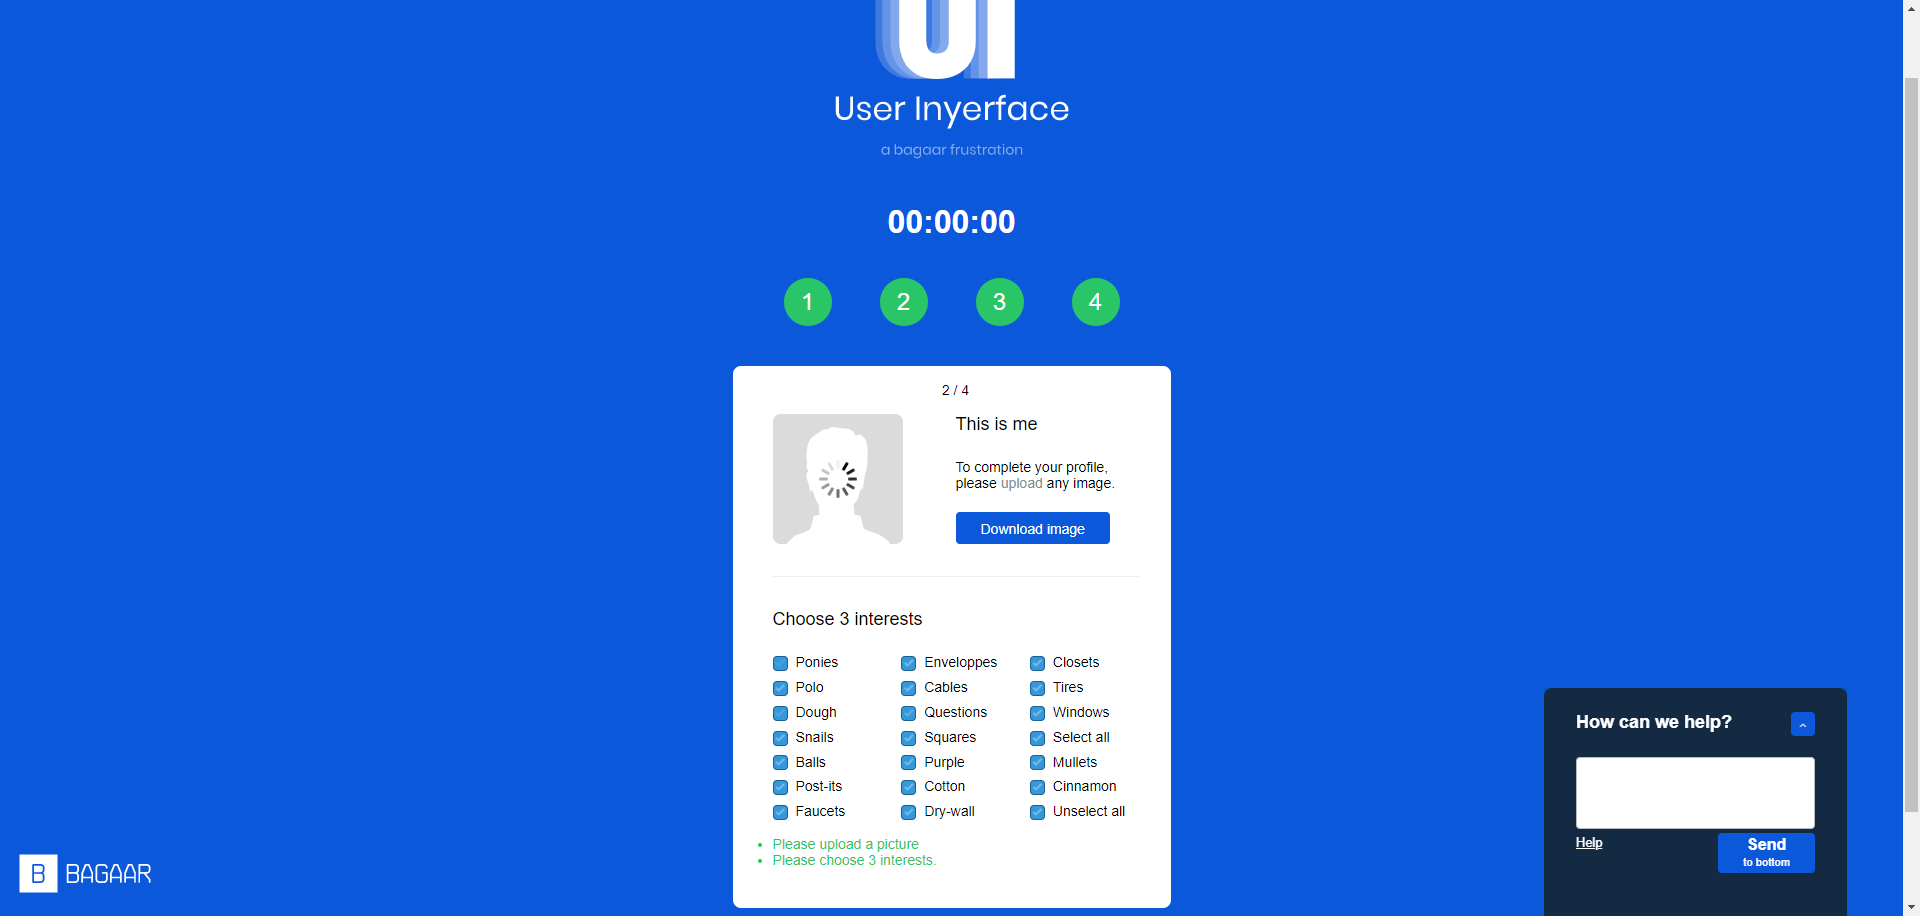 UI
User Inyerface
a bagaar frustration
00:00:00
1 2 3 4
2 / 4
This is me
To complete your profile,
please upload any image.
Download image
Choose 3 interests
Ponies Enveloppes Closets
Polo Cables Tires
Dough Questions Windows
Snails Squares Select all
Balls Purple Mullets
Post-its Cotton Cinnamon
Faucets Dry-wall Unselect all
Please upload a picture
Please choose 3 interests.
How can we help?
Help
Send
to bottom
B BAGAAR